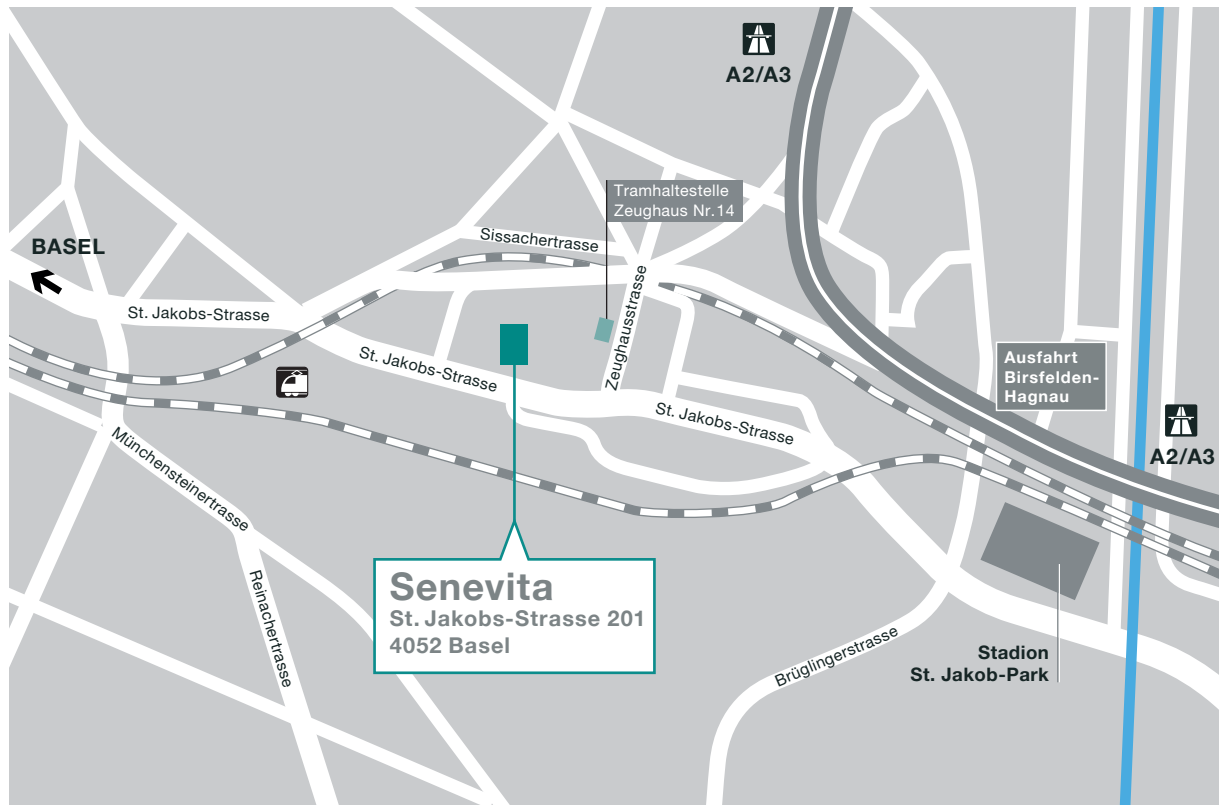 A2/A3
Tramhaltestelle
Zeughaus Nr. 14
Sissachertrasse
BASEL
St. Jakobs-Strasse
Zeughausstrasse
St. Jakobs-Strasse
Ausfahrt
Birsfelden-
Hagnau
St. Jakobs-Strasse
A2/A3
Münchensteinertrasse
Senevita
St. Jakobs-Strasse 201
4052 Basel
Reinachertrasse
Brüglingerstrasse
Stadion
St. Jakob-Park